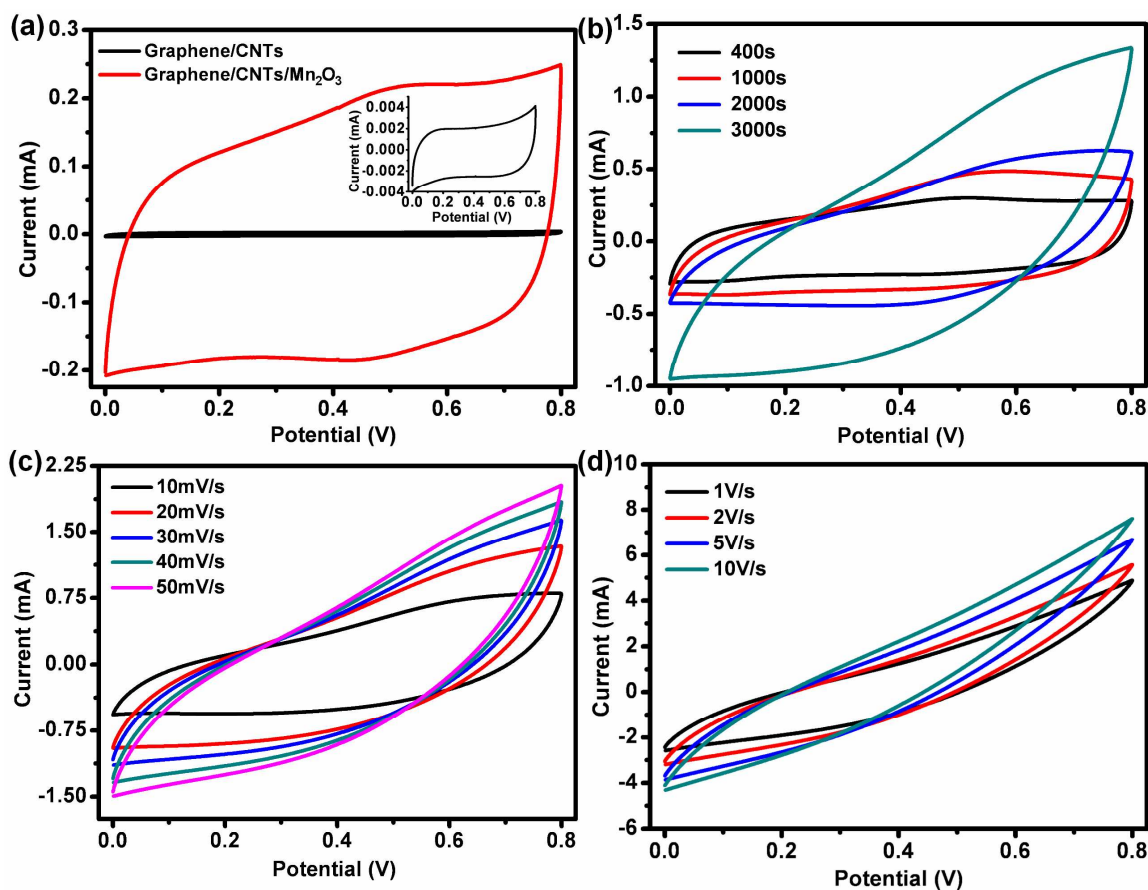 (a)
0.3
0.2
0.1
0.0
-0.1
-0.2
Current (mA)
Graphene/CNTs
Graphene/CNTs/Mn₂O₃
0.004
0.002
0.000
-0.002
-0.004
Current (mA)
0.0 0.2 0.4 0.6 0.8
Potential (V)
0.0 0.2 0.4 0.6 0.8
Potential (V)
(b)
1.5
1.0
0.5
0.0
-0.5
-1.0
Current (mA)
400s
1000s
2000s
3000s
0.0 0.2 0.4 0.6 0.8
Potential (V)
(c)
2.25
1.50
0.75
0.00
-0.75
-1.50
Current (mA)
10mV/s
20mV/s
30mV/s
40mV/s
50mV/s
0.0 0.2 0.4 0.6 0.8
Potential (V)
(d)
10
8
6
4
2
0
-2
-4
-6
Current (mA)
1V/s
2V/s
5V/s
10V/s
0.0 0.2 0.4 0.6 0.8
Potential (V)